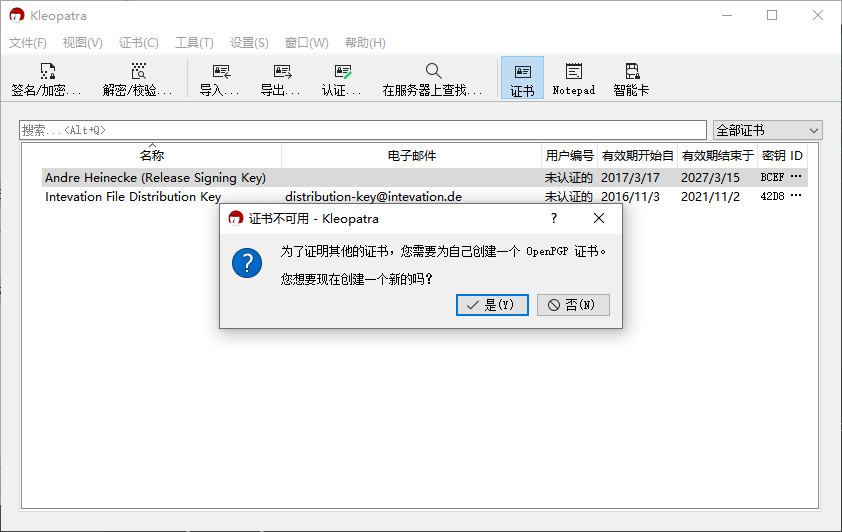 Kleopatra
文件(F) 视图(V) 证书(C) 工具(T) 设置(S) 窗口(W) 帮助(H)
签名/加密... 解密/校验... 导入... 导出... 认证... 在服务器上查找... 证书 Notepad 智能卡
搜索...<Alt+Q> 全部证书
名称 电子邮件 用户编号 有效期开始自 有效期结束于 密钥 ID
Andre Heinecke (Release Signing Key) 未认证的 2017/3/17 2027/3/15 BCEF ...
Intevation File Distribution Key distribution-key@intevation.de 未认证的 2016/11/3 2021/11/2 42D8 ...
证书不可用 - Kleopatra ?
为了证明其他的证书，您需要为自己创建一个 OpenPGP 证书。
您想要现在创建一个新的吗？
是(Y) 否(N)